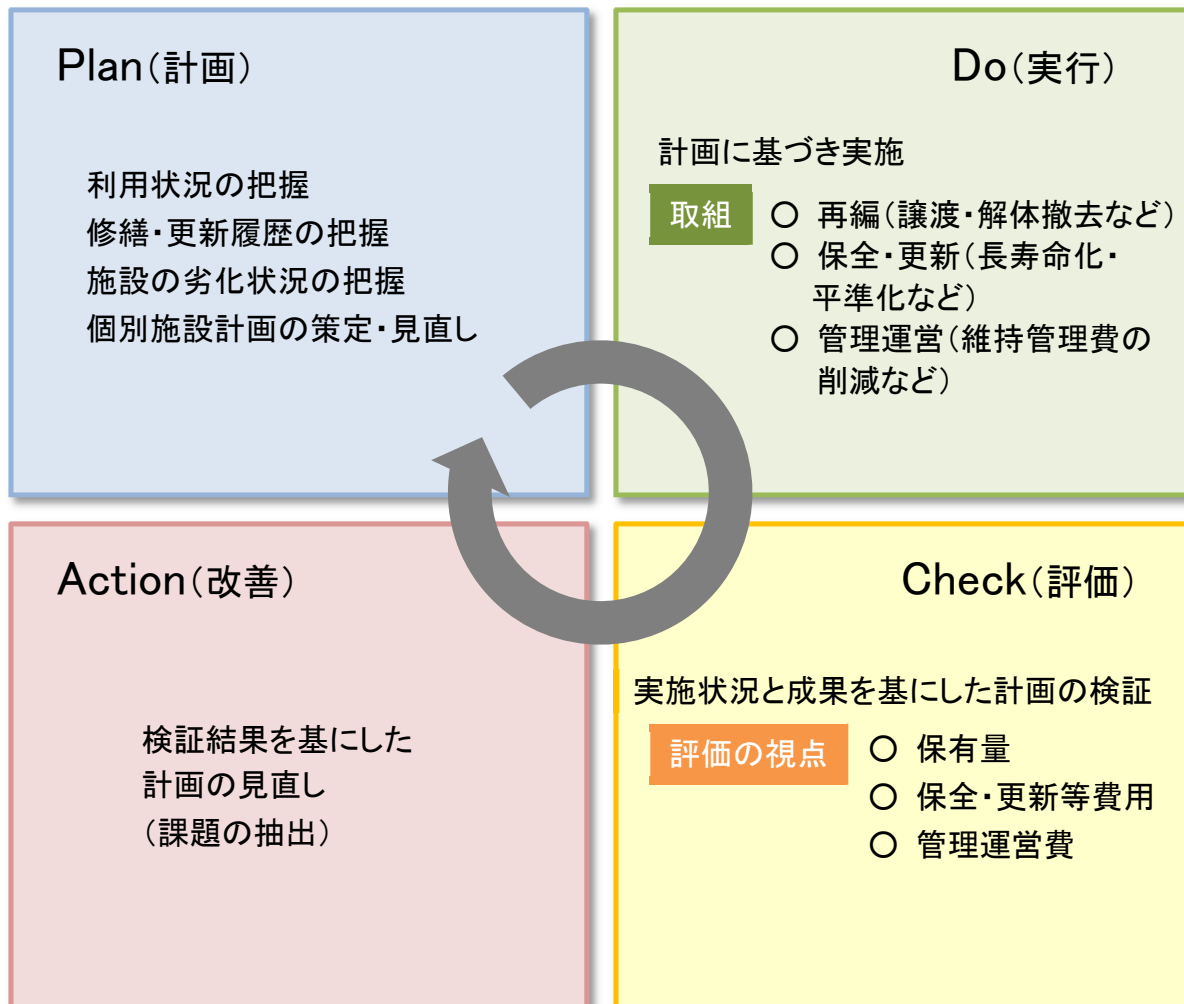 Plan(計画)
利用状況の把握
修繕・更新履歴の把握
施設の劣化状況の把握
個別施設計画の策定・見直し
Do(実行)
計画に基づき実施
取組
○ 再編(譲渡・解体撤去など)
○ 保全・更新(長寿命化・
平準化など)
○ 管理運営(維持管理費の
削減など)
Action(改善)
検証結果を基にした
計画の見直し
(課題の抽出)
Check(評価)
実施状況と成果を基にした計画の検証
評価の視点
○ 保有量
○ 保全・更新等費用
○ 管理運営費